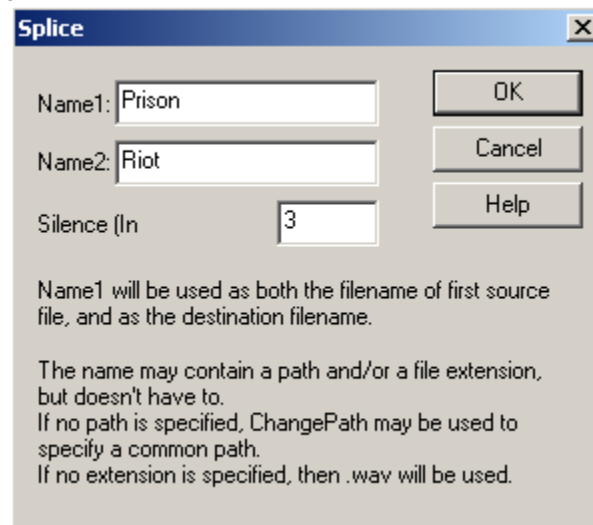 Splice
Name1: Prison
OK
Name2: Riot
Cancel
Silence (In 3
Help
Name1 will be used as both the filename of first source
file, and as the destination filename.
The name may contain a path and/or a file extension,
but doesn't have to.
If no path is specified, ChangePath may be used to
specify a common path.
If no extension is specified, then .wav will be used.